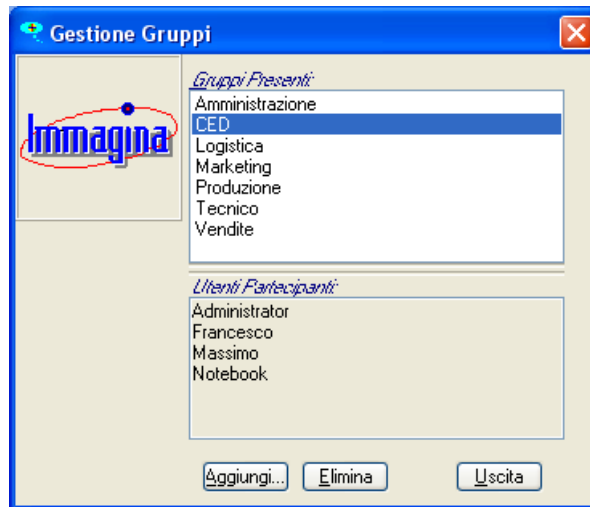 Gestione Gruppi
Immagina
Gruppi Presenti:
Amministrazione
CED
Logistica
Marketing
Produzione
Tecnico
Vendite
Utenti Partecipanti:
Administrator
Francesco
Massimo
Notebook
Aggiungi... Elimina Uscita